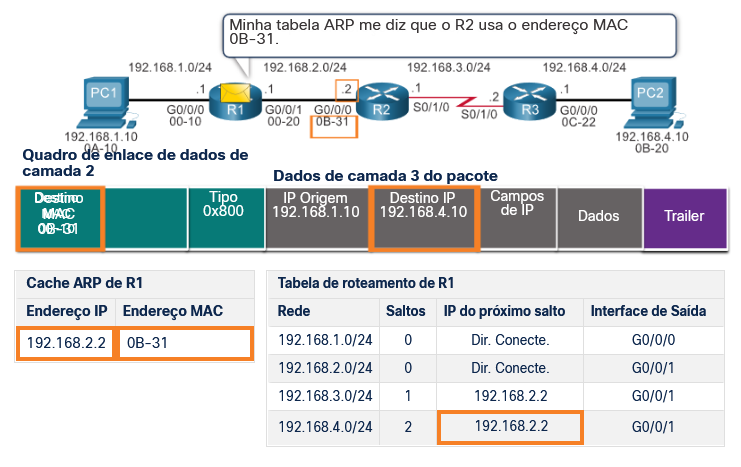 Minha tabela ARP me diz que o R2 usa o endereço MAC
0B-31.
192.168.1.0/24
192.168.2.0/24
192.168.3.0/24
192.168.4.0/24
PC1
.1
R1
.1
.2
R2
.1
.2
R3
.1
PC2
G0/0/0
00-10
G0/0/1
00-20
G0/0/0
0B-31
S0/1/0
S0/1/0
G0/0/0
0C-22
192.168.1.10
0A-10
192.168.4.10
0B-20
Quadro de enlace de dados de
camada 2
Dados de camada 3 do pacote
Destino
MAC
0B-31
Tipo
0x800
IP Origem
192.168.1.10
Destino IP
192.168.4.10
Campos
de IP
Dados
Trailer
Cache ARP de R1
Endereço IP Endereço MAC
192.168.2.2 0B-31
Tabela de roteamento de R1
Rede Saltos IP do próximo salto Interface de Saída
192.168.1.0/24 0 Dir. Conecte. G0/0/0
192.168.2.0/24 0 Dir. Conecte. G0/0/1
192.168.3.0/24 1 192.168.2.2 G0/0/1
192.168.4.0/24 2 192.168.2.2 G0/0/1